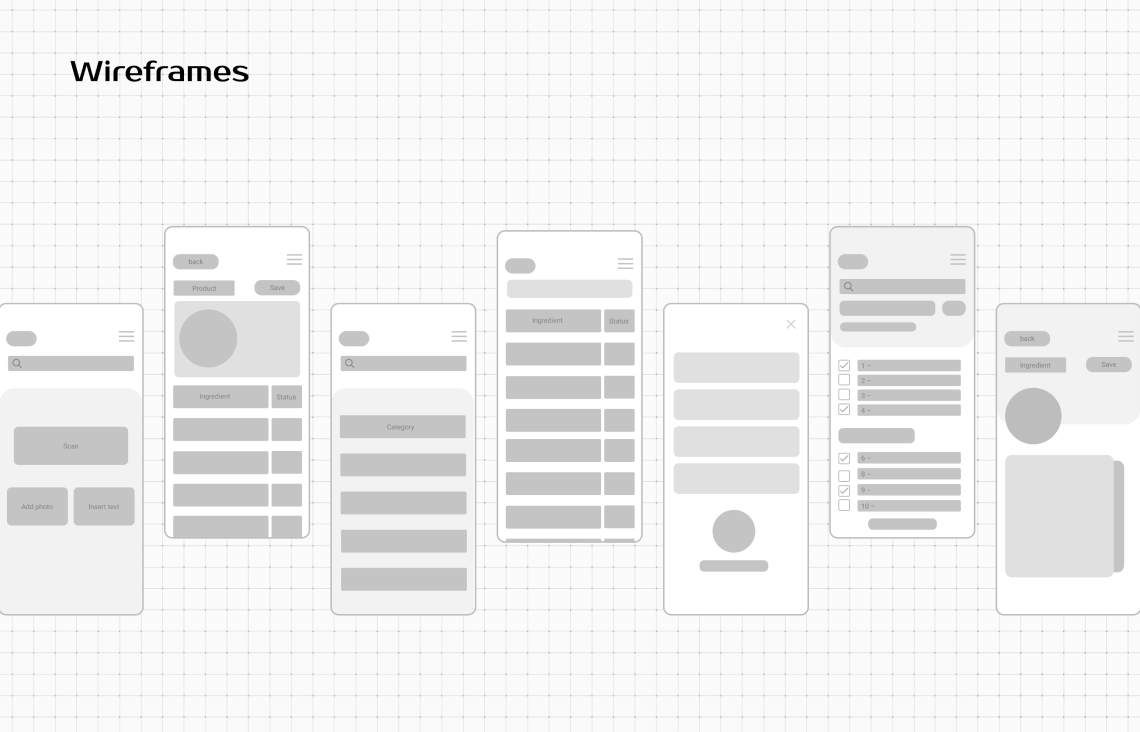 Wireframes
Scan
Add photo
Insert text
back
Product
Save
Ingredient
Status
Category
Ingredient
Status
1 –
2 –
3 –
4 –
6 –
8 –
9 –
10 –
back
Ingredient
Save